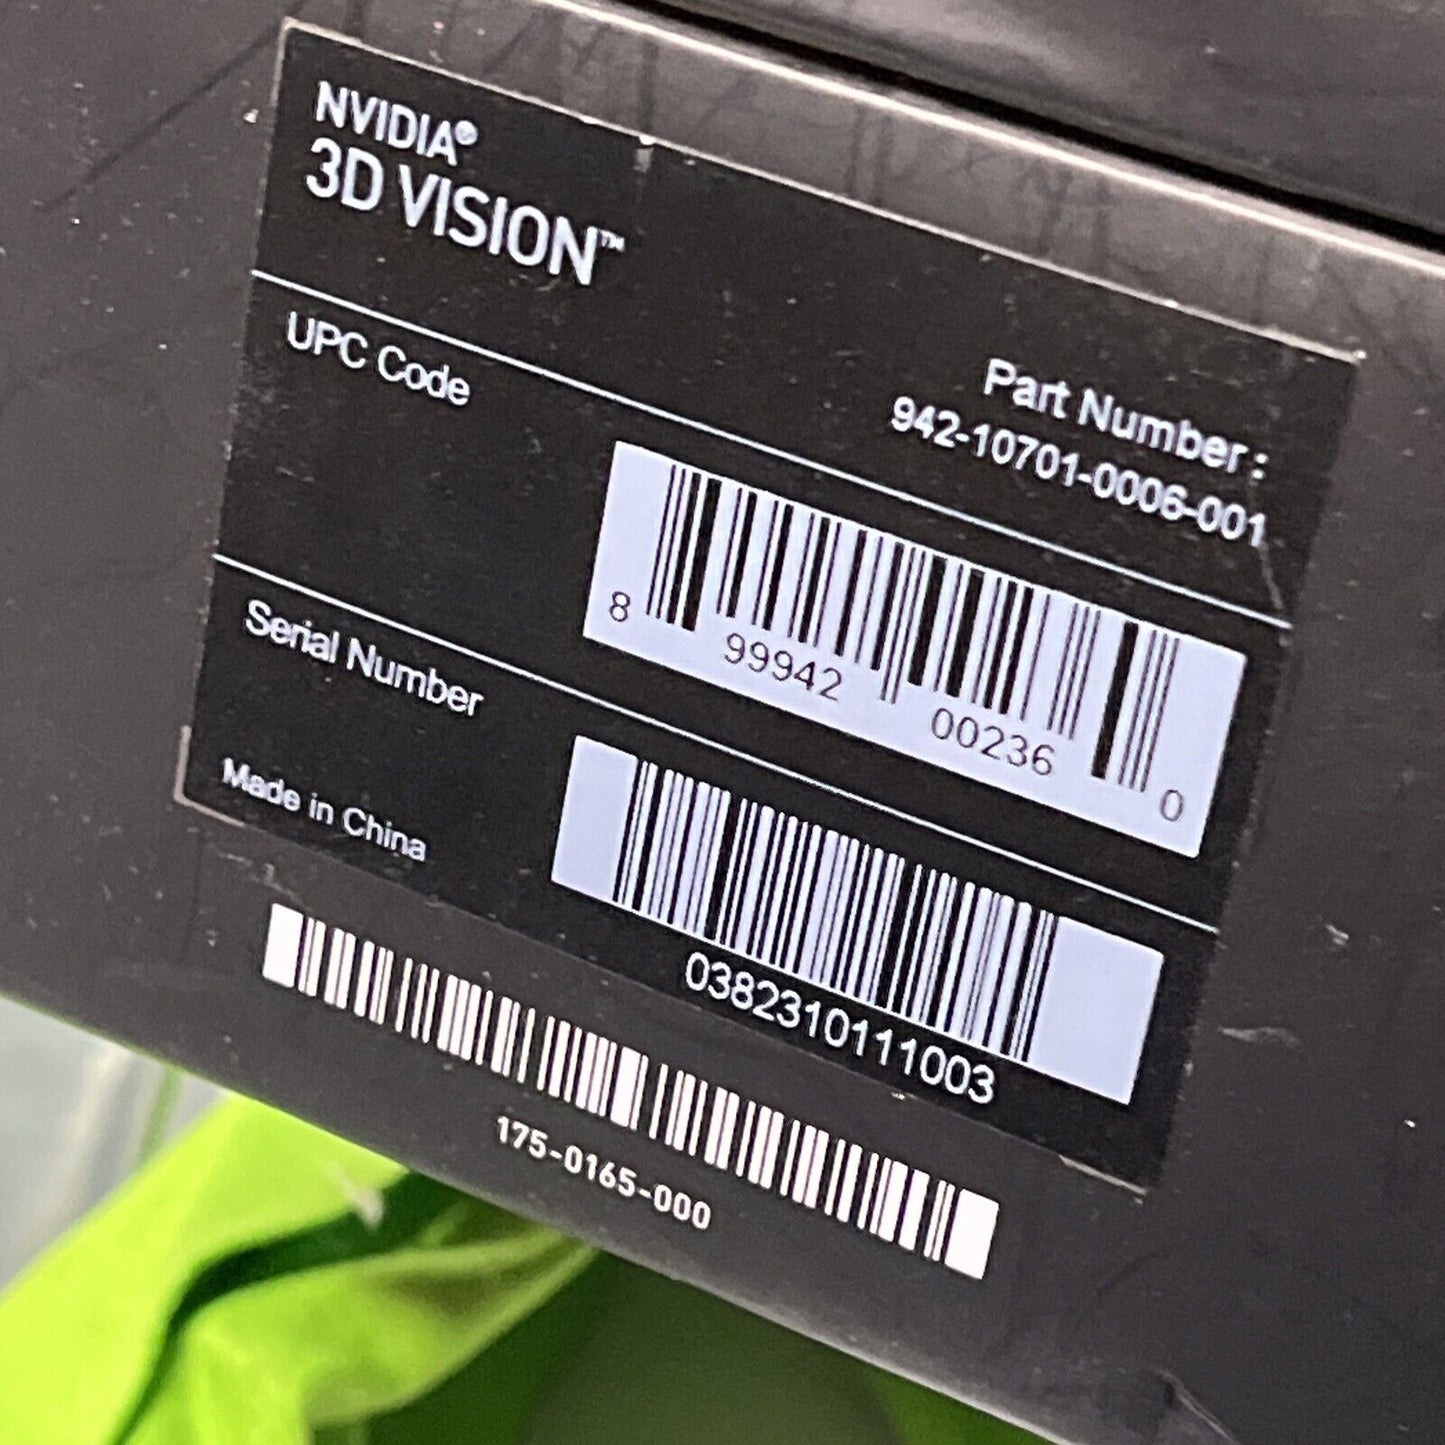 NVIDIA®
3D VISION™
Part Number :
942-10701-0006-001
UPC Code
8 99942 00236 0
Serial Number
0382310111003
Made in China
175-0165-000